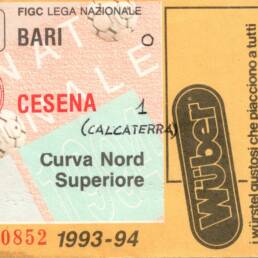 FIGC LEGA NAZIONALE
BARI 0
CESENA 1
(CALCATERRA)
Curva Nord
Superiore
0852 1993-94
Wüber
i würstel gustosi che piacciono a tutti